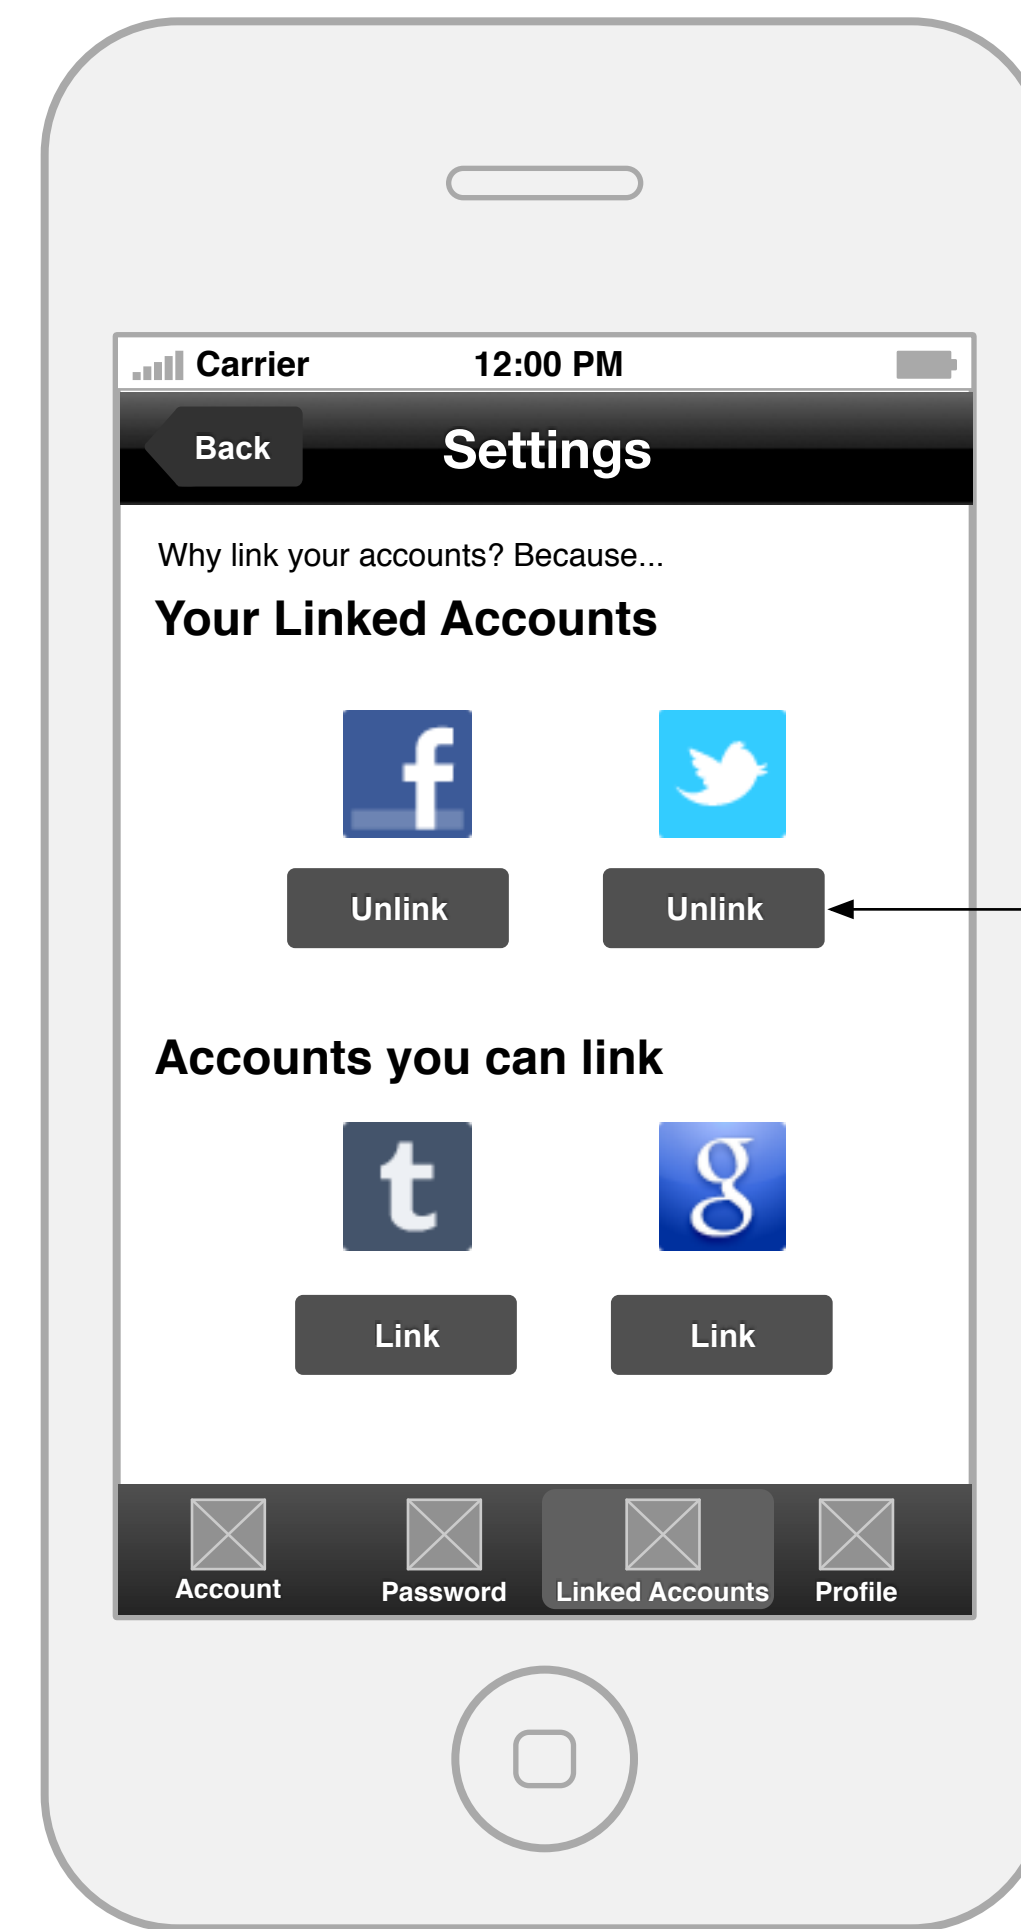 Carrier 12:00 PM
Back Settings
Why link your accounts? Because...
Your Linked Accounts
f
Unlink Unlink
Accounts you can link
t g
Link Link
Account Password Linked Accounts Profile